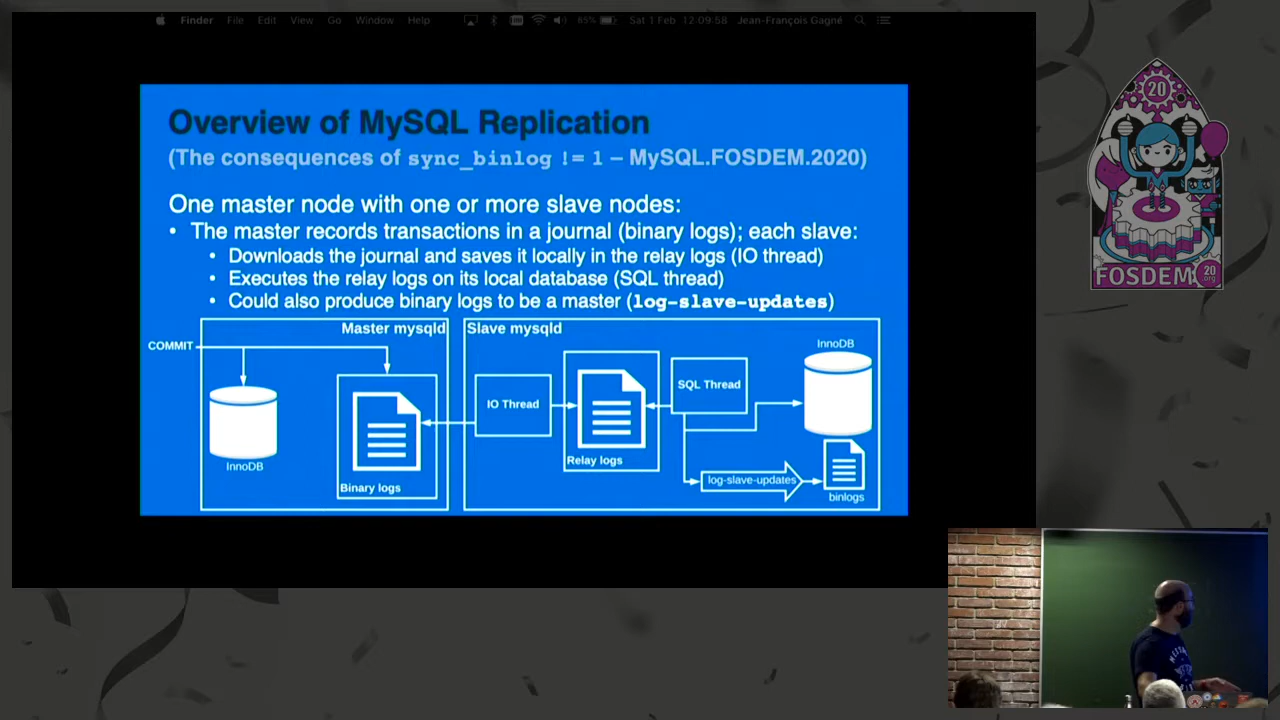 Finder File Edit View Go Window Help 85% Sat 1 Feb 12:09:58 Jean-François Gagné
Overview of MySQL Replication
(The consequences of sync_binlog != 1 – MySQL.FOSDEM.2020)
One master node with one or more slave nodes:
• The master records transactions in a journal (binary logs); each slave:
• Downloads the journal and saves it locally in the relay logs (IO thread)
• Executes the relay logs on its local database (SQL thread)
• Could also produce binary logs to be a master (log-slave-updates)
Master mysqld
Slave mysqld
COMMIT
InnoDB
Binary logs
IO Thread
Relay logs
SQL Thread
InnoDB
log-slave-updates
binlogs
20
FOSDEM
20
.org